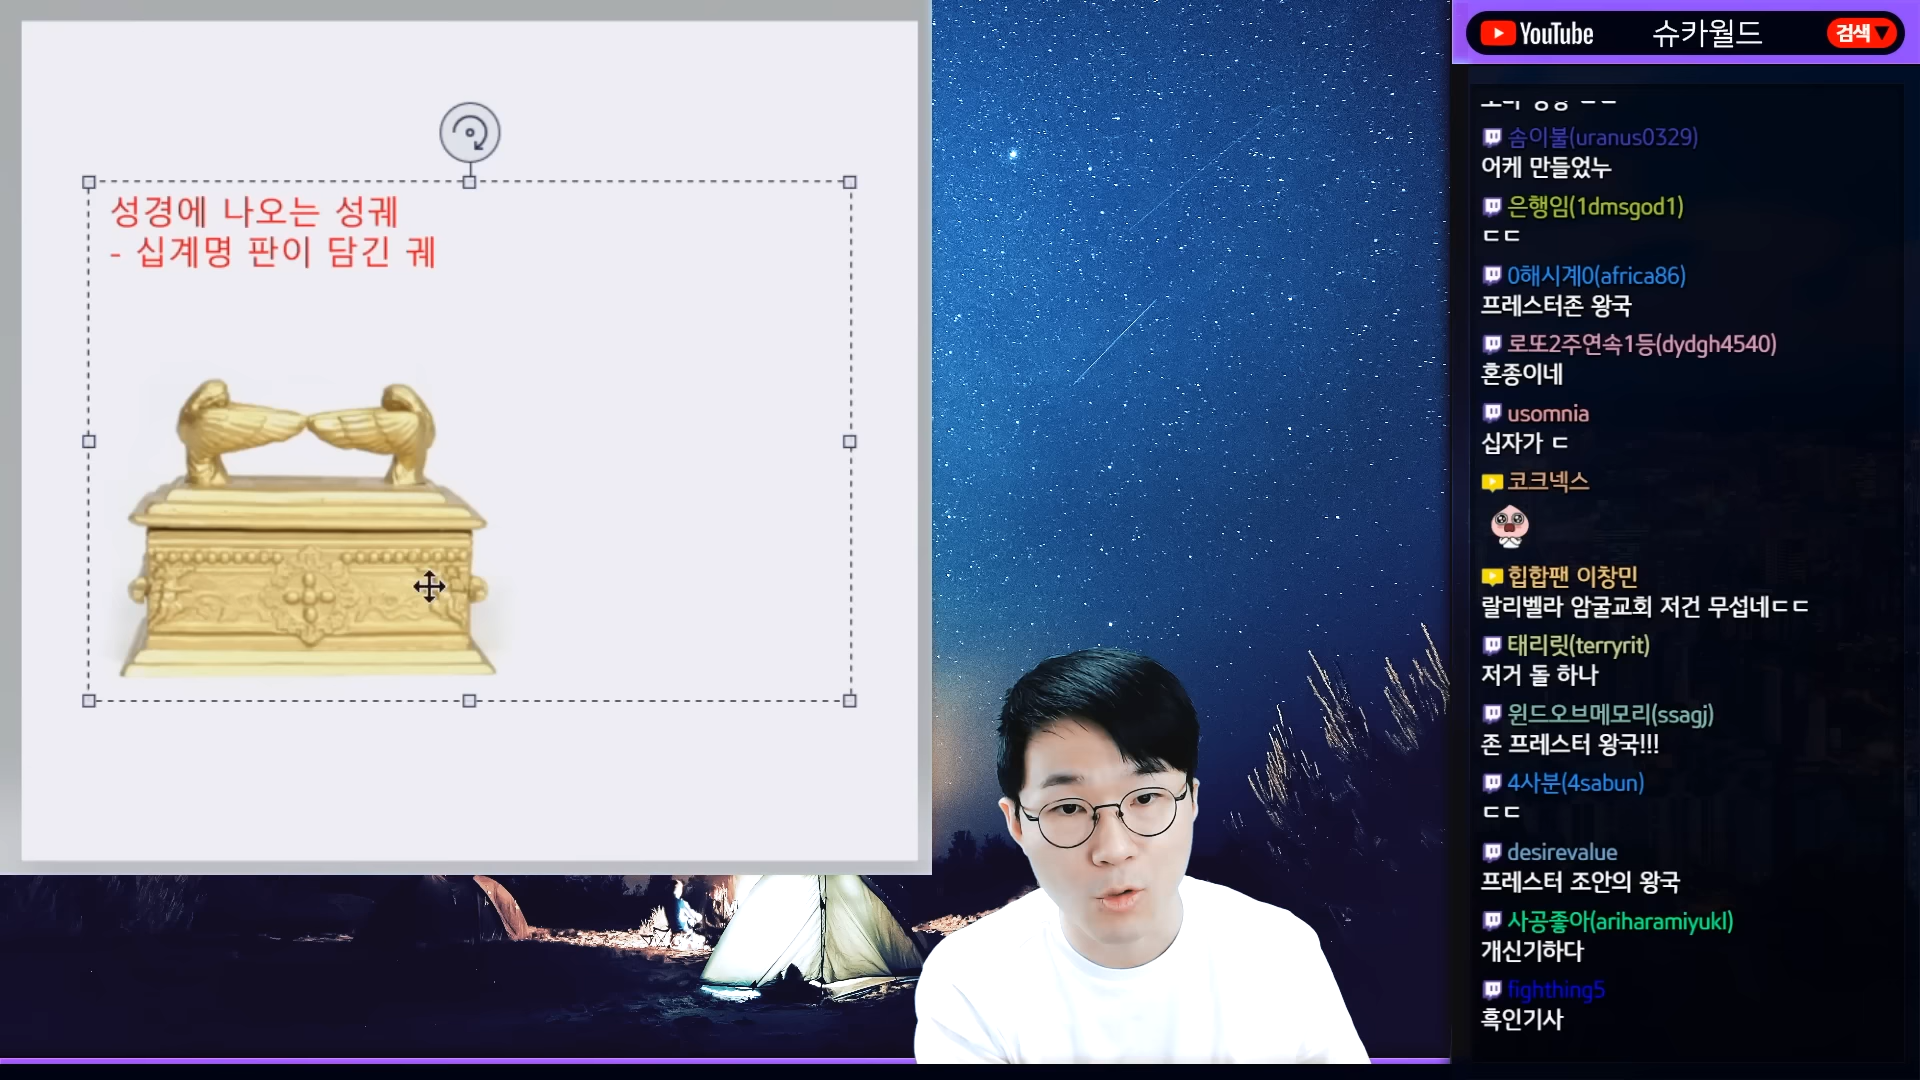 성경에 나오는 성궤
- 십계명 판이 담긴 궤
YouTube 슈카월드 검색▼
솜이불(uranus0329)
어케 만들었누
은행임(1dmsgod1)
ㄷㄷ
0해시계0(africa86)
프레스터존 왕국
로또2주연속1등(dydgh4540)
혼종이네
usomnia
십자가 ㄷ
코크넥스
힙합팬 이창민
랄리벨라 암굴교회 저건 무섭네ㄷㄷ
태리릿(terryrit)
저거 돌 하나
윈드오브메모리(ssagj)
존 프레스터 왕국!!!
4사분(4sabun)
ㄷㄷ
desirevalue
프레스터 조안의 왕국
사공좋아(ariharamiyukI)
개신기하다
fighthing5
흑인기사